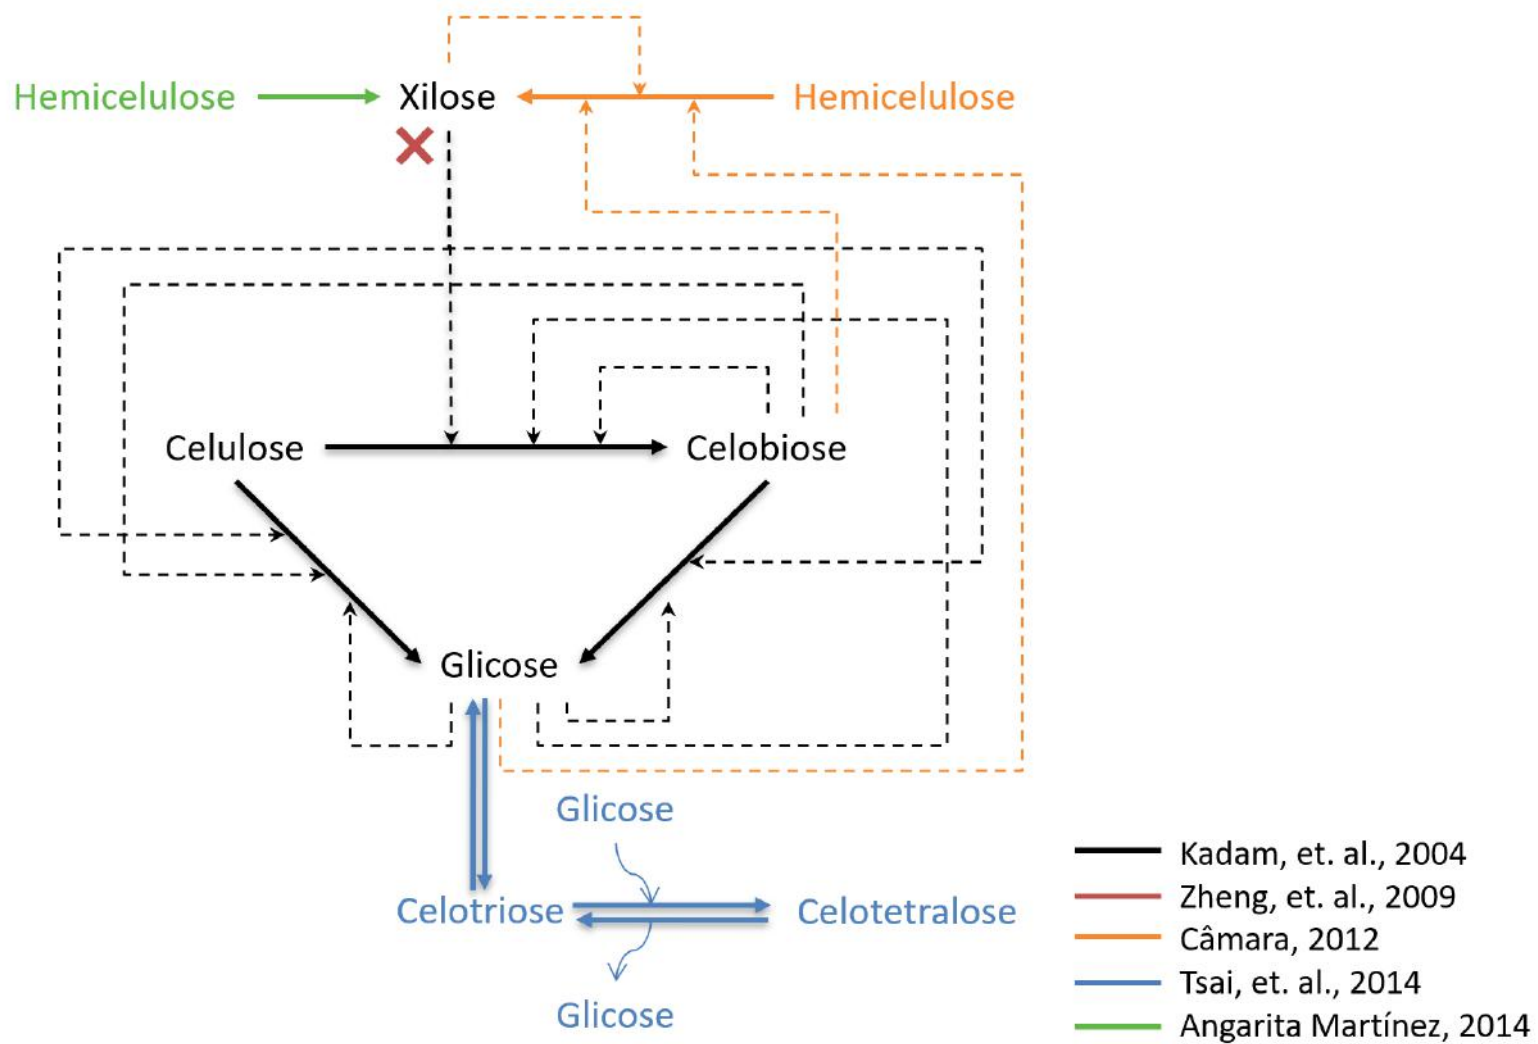 Hemicelulose
Xilose
Hemicelulose
Celulose
Celobiose
Glicose
Glicose
Celotriose
Celotetralose
Glicose
Kadam, et. al., 2004
Zheng, et. al., 2009
Câmara, 2012
Tsai, et. al., 2014
Angarita Martínez, 2014